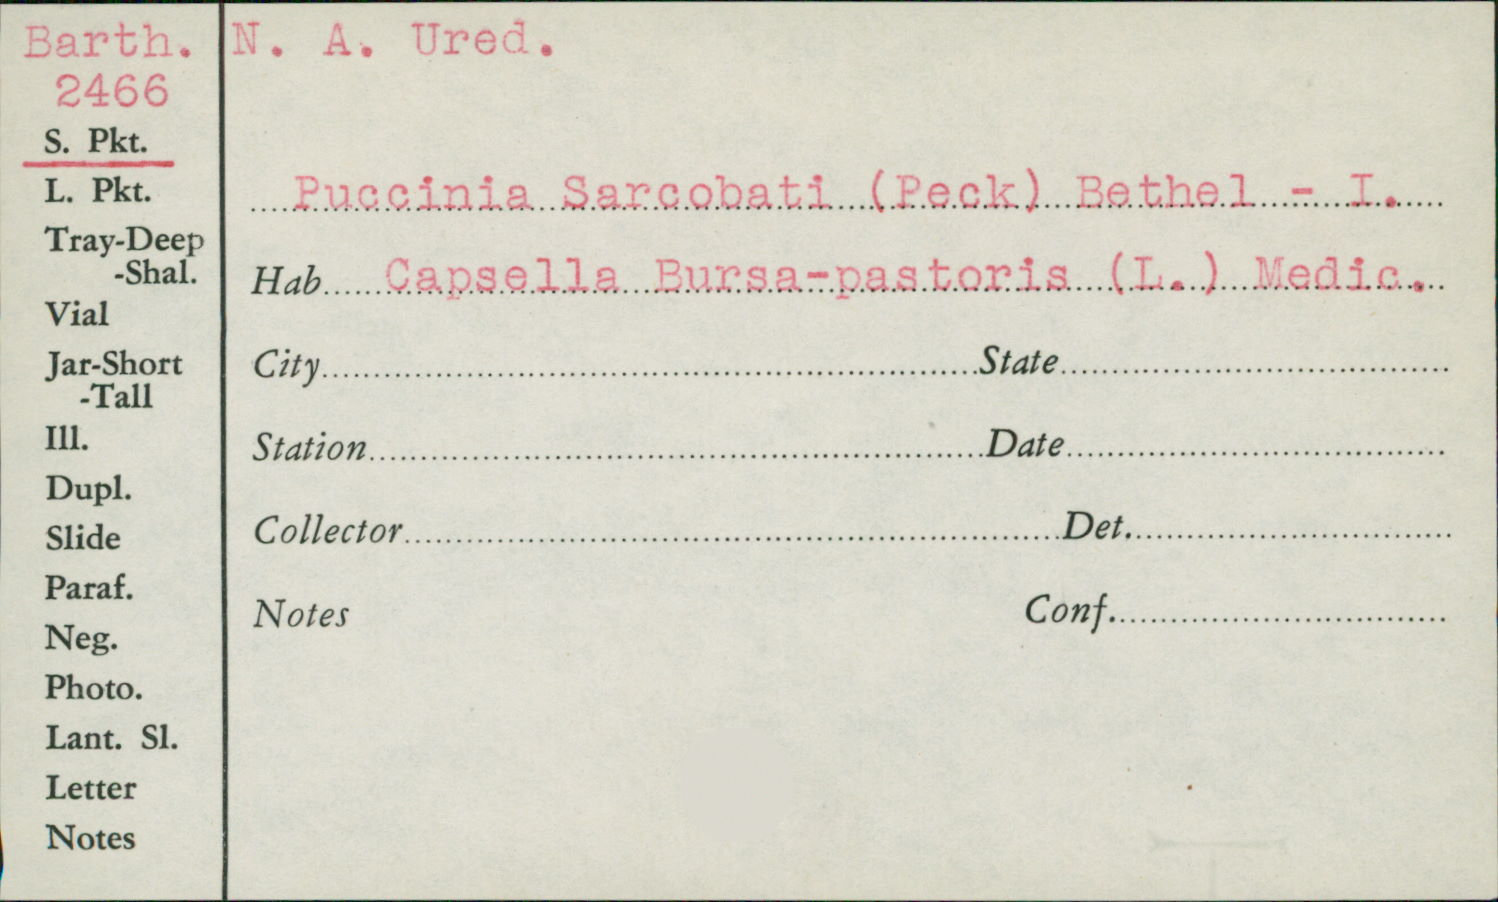 Barth. N. A. Ured.
2466
S. Pkt.
L. Pkt.
Tray-Deep
-Shal.
Vial
Jar-Short
-Tall
Ill.
Dupl.
Slide
Paraf.
Neg.
Photo.
Lant. Sl.
Letter
Notes
Puccinia Sarcobati (Peck) Bethel - I.
Hab Capsella Bursa-pastoris (L.) Medic.
City State
Station Date
Collector Det.
Notes Conf.